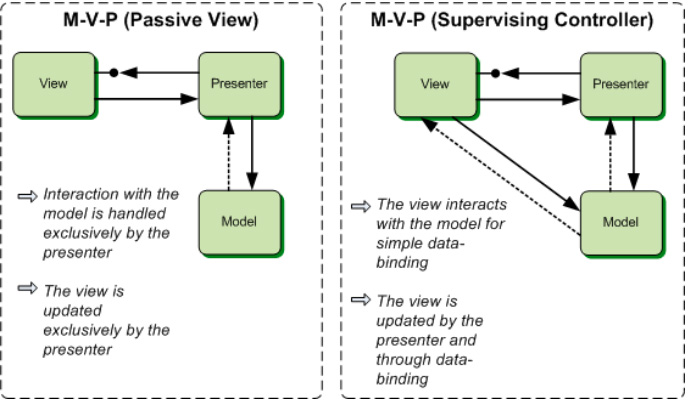 M-V-P (Passive View)
View
Presenter
Model
Interaction with the
model is handled
exclusively by the
presenter
The view is
updated
exclusively by the
presenter
M-V-P (Supervising Controller)
View
Presenter
Model
The view interacts
with the model for
simple data-
binding
The view is
updated by the
presenter and
through data-
binding